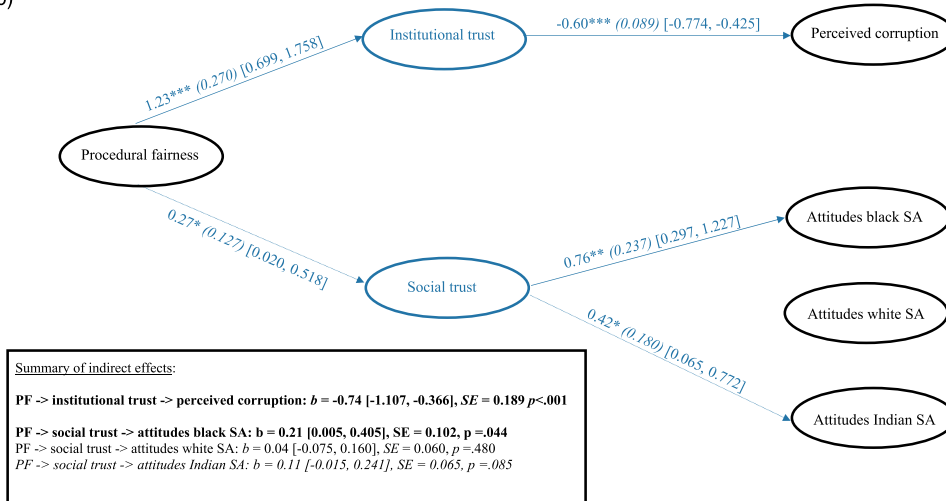 Institutional trust
-0.60*** (0.089) [-0.774, -0.425]
Perceived corruption
1.23*** (0.270) [0.699, 1.758]
Procedural fairness
0.27* (0.127) [0.020, 0.518]
Social trust
0.76** (0.237) [0.297, 1.227]
Attitudes black SA
Attitudes white SA
0.42* (0.180) [0.065, 0.772]
Attitudes Indian SA
Summary of indirect effects:
PF -> institutional trust -> perceived corruption: b = -0.74 [-1.107, -0.366], SE = 0.189 p<.001
PF -> social trust -> attitudes black SA: b = 0.21 [0.005, 0.405], SE = 0.102, p =.044
PF -> social trust -> attitudes white SA: b = 0.04 [-0.075, 0.160], SE = 0.060, p =.480
PF -> social trust -> attitudes Indian SA: b = 0.11 [-0.015, 0.241], SE = 0.065, p =.085